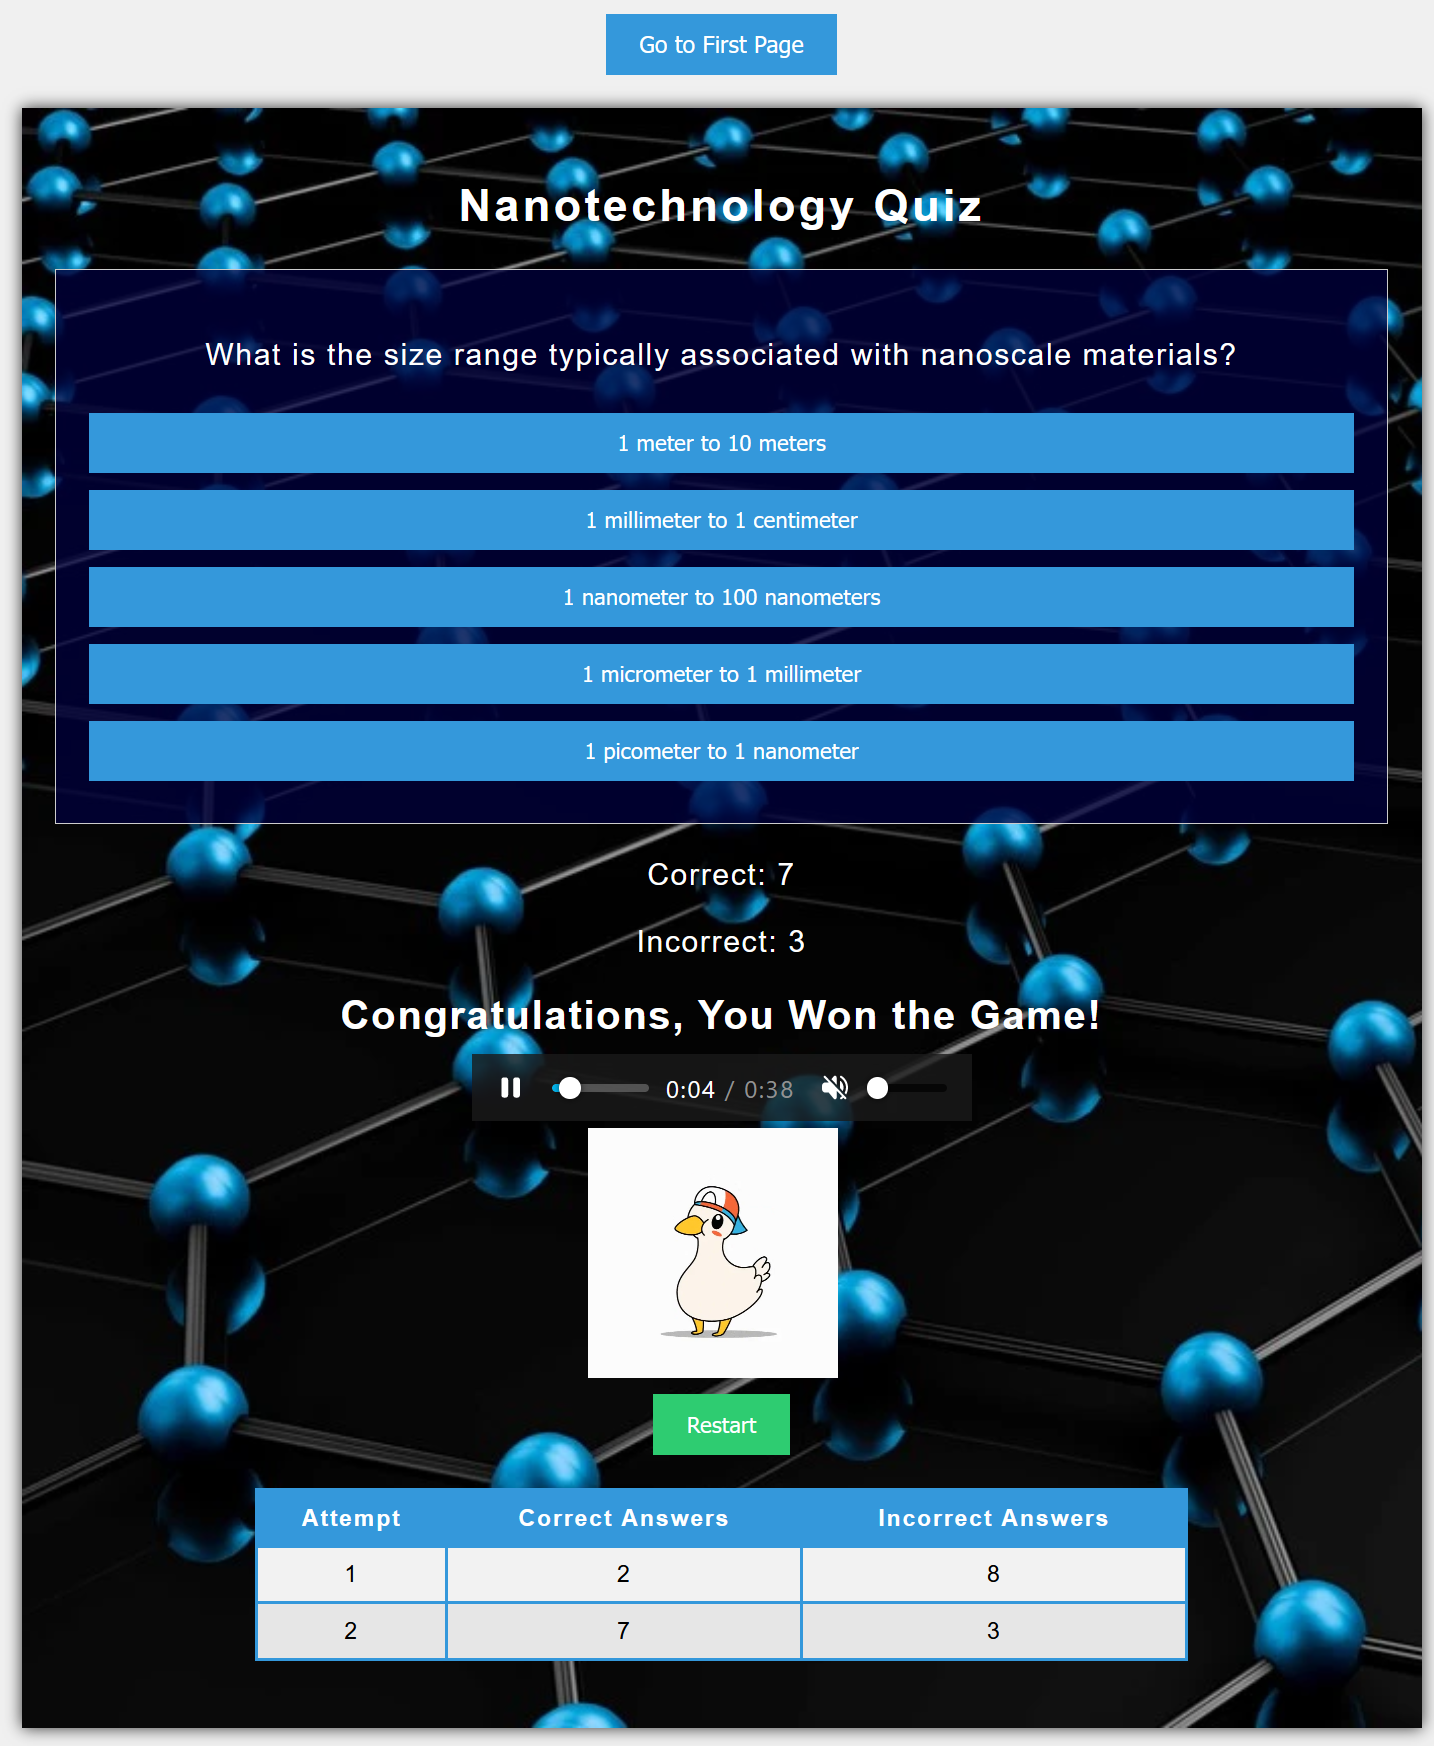 Go to First Page
Nanotechnology Quiz
What is the size range typically associated with nanoscale materials?
1 meter to 10 meters
1 millimeter to 1 centimeter
1 nanometer to 100 nanometers
1 micrometer to 1 millimeter
1 picometer to 1 nanometer
Correct: 7
Incorrect: 3
Congratulations, You Won the Game!
0:04 / 0:38
Restart
Attempt Correct Answers Incorrect Answers
1 2 8
2 7 3